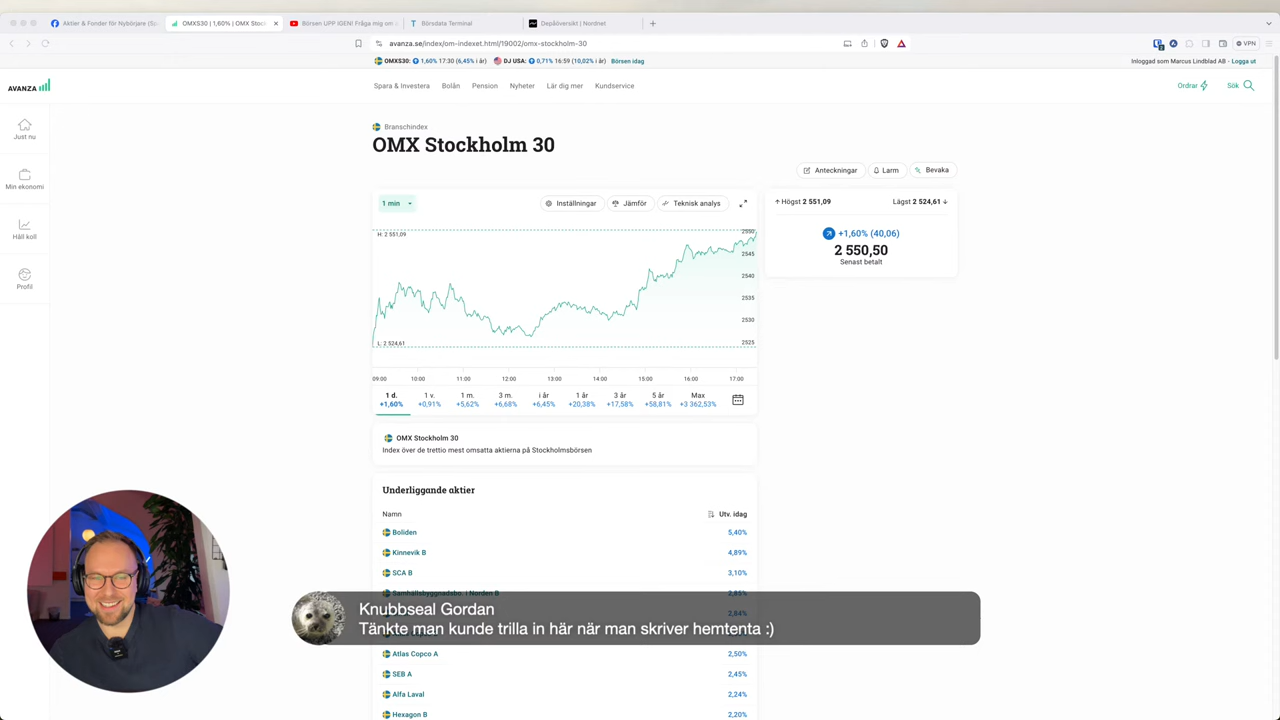 Aktier & Fonder för Nybörjare (Su
OMXS30 | 1,60% | OMX Stock
Börsen UPP IGEN! Fråga mig om
Börsdata Terminal
Depåöversikt | Nordnet
avanza.se/index/om-indexet.html/19002/omx-stockholm-30
VPN
OMXS30: 1,60% 17:30 (6,45% i år)
DJ USA: 0,71% 16:59 (10,02% i år)
Börsen idag
Inloggad som Marcus Lindblad AB - Logga ut
AVANZA
Spara & Investera
Bolån
Pension
Nyheter
Lär dig mer
Kundservice
Ordrar
Sök
Just nu
Min ekonomi
Håll koll
Profil
Branschindex
OMX Stockholm 30
Anteckningar
Larm
Bevaka
1 min
Inställningar
Jämför
Teknisk analys
Högst 2 551,09
Lägst 2 524,61
+1,60% (40,06)
2 550,50
Senast betalt
H: 2 551,09
2550
2545
2540
2535
2530
2525
L: 2 524,61
09:00 10:00 11:00 12:00 13:00 14:00 15:00 16:00 17:00
1 d. 1 v. 1 m. 3 m. i år 1 år 3 år 5 år Max
+1,60% +0,91% +5,62% +6,68% +6,45% +20,38% +17,58% +58,81% +3 362,53%
OMX Stockholm 30
Index över de trettio mest omsatta aktierna på Stockholmsbörsen
Underliggande aktier
Namn Utv. idag
Boliden 5,40%
Kinnevik B 4,89%
SCA B 3,10%
Samhällsbyggnadsbo. i Norden B 2,85%
Knubbseal Gordan
2,84%
Tänkte man kunde trilla in här när man skriver hemtenta :)
Atlas Copco A 2,50%
SEB A 2,45%
Alfa Laval 2,24%
Hexagon B 2,20%